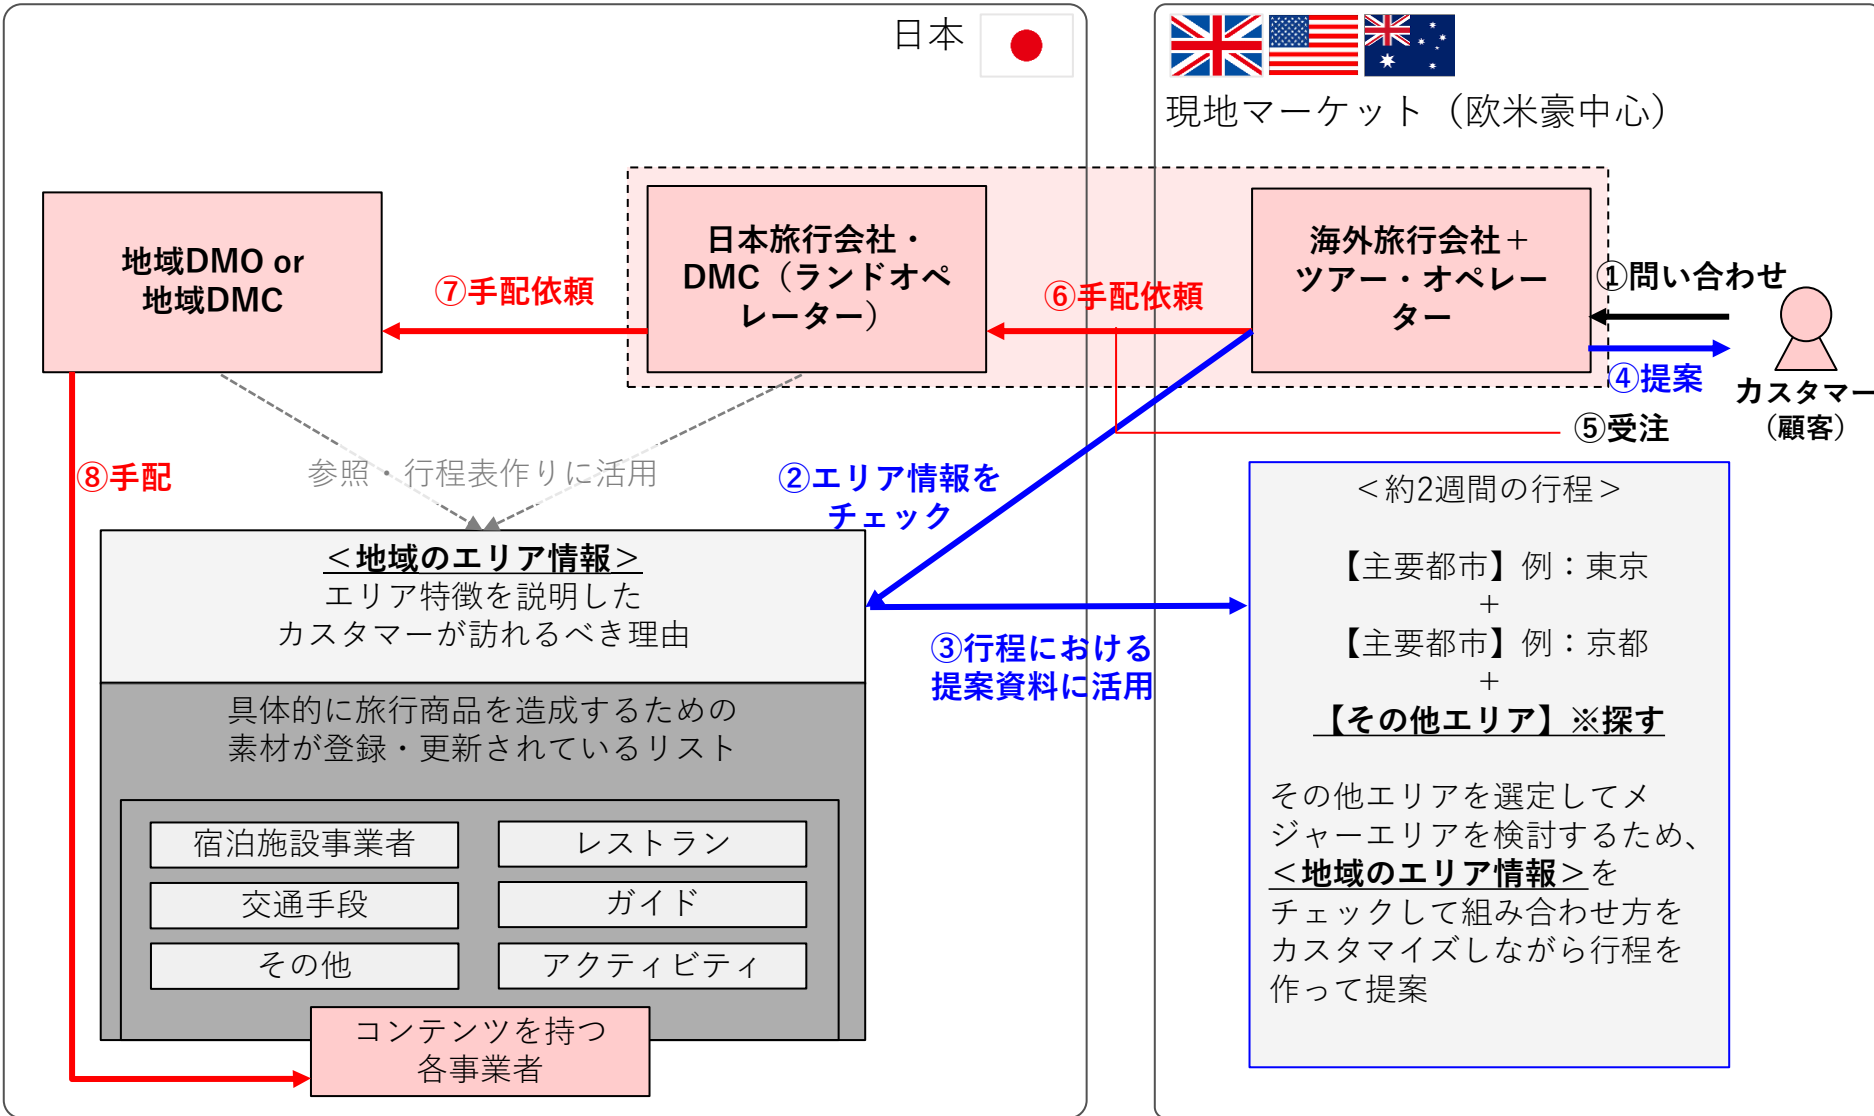 日本
現地マーケット（欧米豪中心）
地域DMO or
地域DMC
⑦手配依頼
日本旅行会社・
DMC（ランドオペ
レーター）
⑥手配依頼
海外旅行会社＋
ツアー・オペレー
ター
①問い合わせ
④提案
カスタマー
（顧客）
⑤受注
⑧手配
参照・行程表作りに活用
②エリア情報を
チェック
＜地域のエリア情報＞
エリア特徴を説明した
カスタマーが訪れるべき理由
③行程における
提案資料に活用
具体的に旅行商品を造成するための
素材が登録・更新されているリスト
宿泊施設事業者
レストラン
交通手段
ガイド
その他
アクティビティ
コンテンツを持つ
各事業者
＜約2週間の行程＞
【主要都市】例：東京
+
【主要都市】例：京都
+
【その他エリア】※探す
その他エリアを選定してメ
ジャーエリアを検討するため、
＜地域のエリア情報＞を
チェックして組み合わせ方を
カスタマイズしながら行程を
作って提案